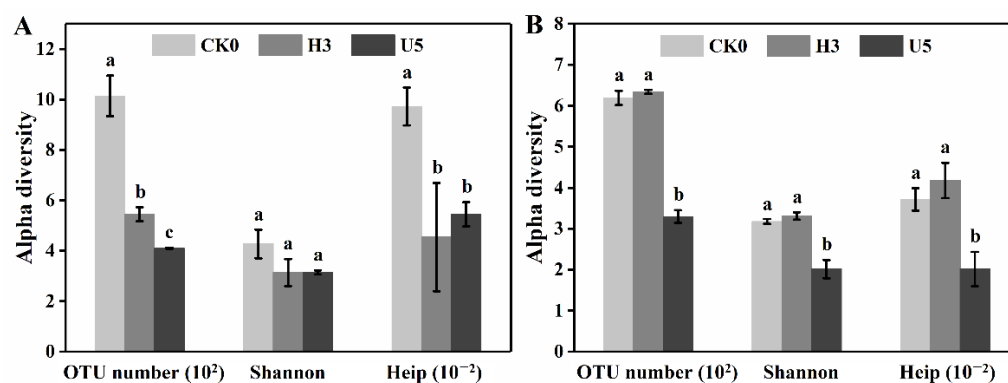 A
CK0 H3 U5
Alpha diversity
12
10
8
6
4
2
0
a
b
c
a
a
a
a
b
b
OTU number (10²) Shannon Heip (10⁻²)
B
CK0 H3 U5
Alpha diversity
8
7
6
5
4
3
2
1
0
a a
b
a a
b
a
a
b
OTU number (10²) Shannon Heip (10⁻²)